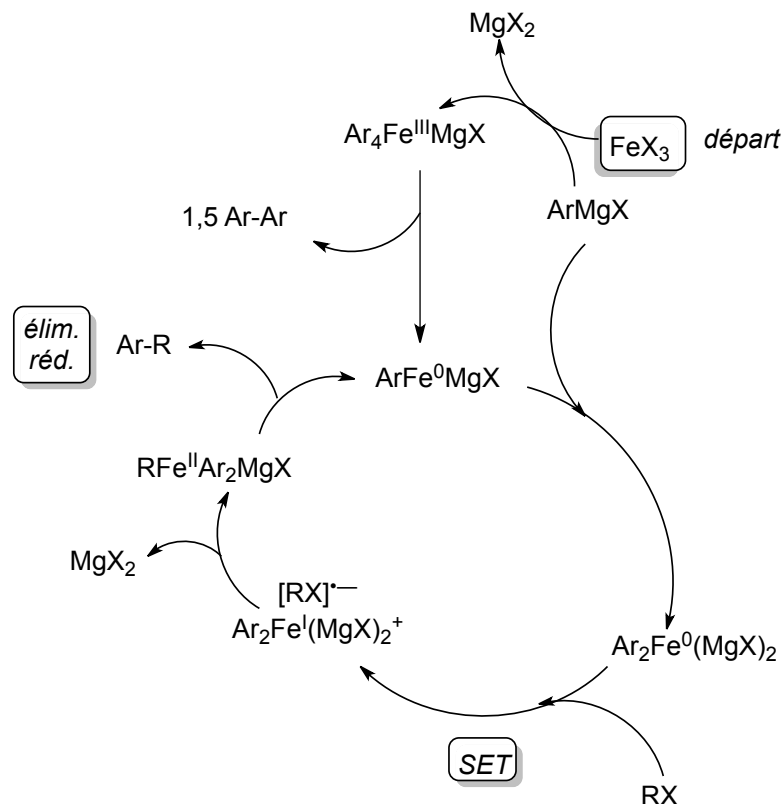 MgX₂
Ar₄FeᴵᴵᴵMgX
FeX₃ départ
ArMgX
1,5 Ar-Ar
élim.
réd.
Ar-R
ArFe⁰MgX
RFeᴵᴵAr₂MgX
MgX₂
[RX]•—
Ar₂Feᴵ(MgX)₂⁺
Ar₂Fe⁰(MgX)₂
SET
RX